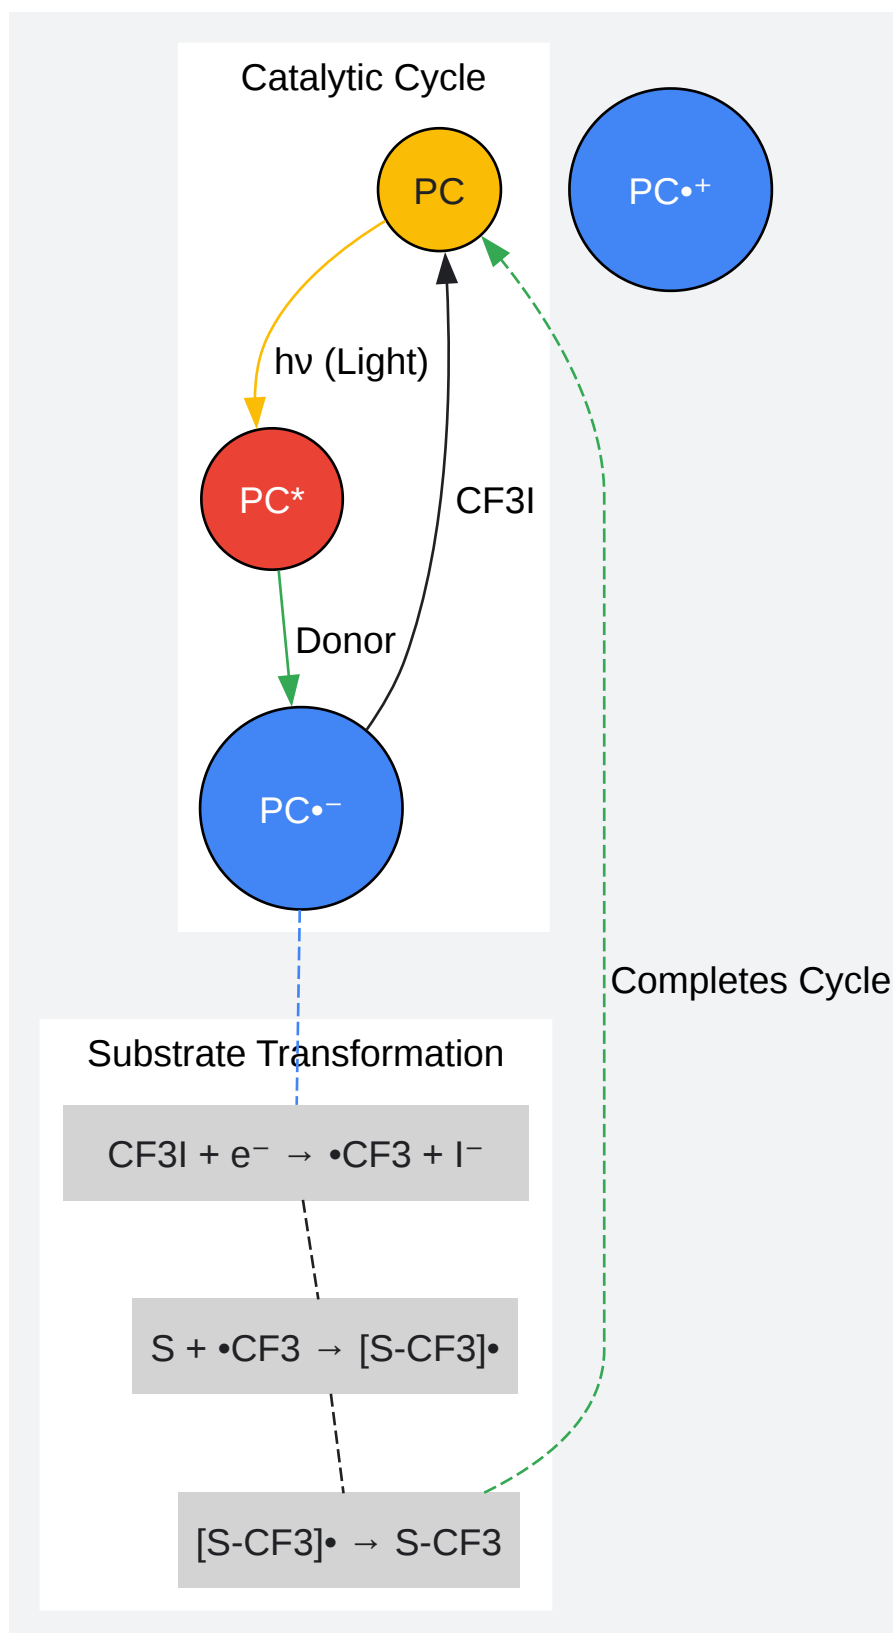 Catalytic Cycle
PC
PC•⁺
hν (Light)
PC*
CF3I
Donor
PC•⁻
Completes Cycle
Substrate Transformation
CF3I + e⁻ → •CF3 + I⁻
S + •CF3 → [S-CF3]•
[S-CF3]• → S-CF3